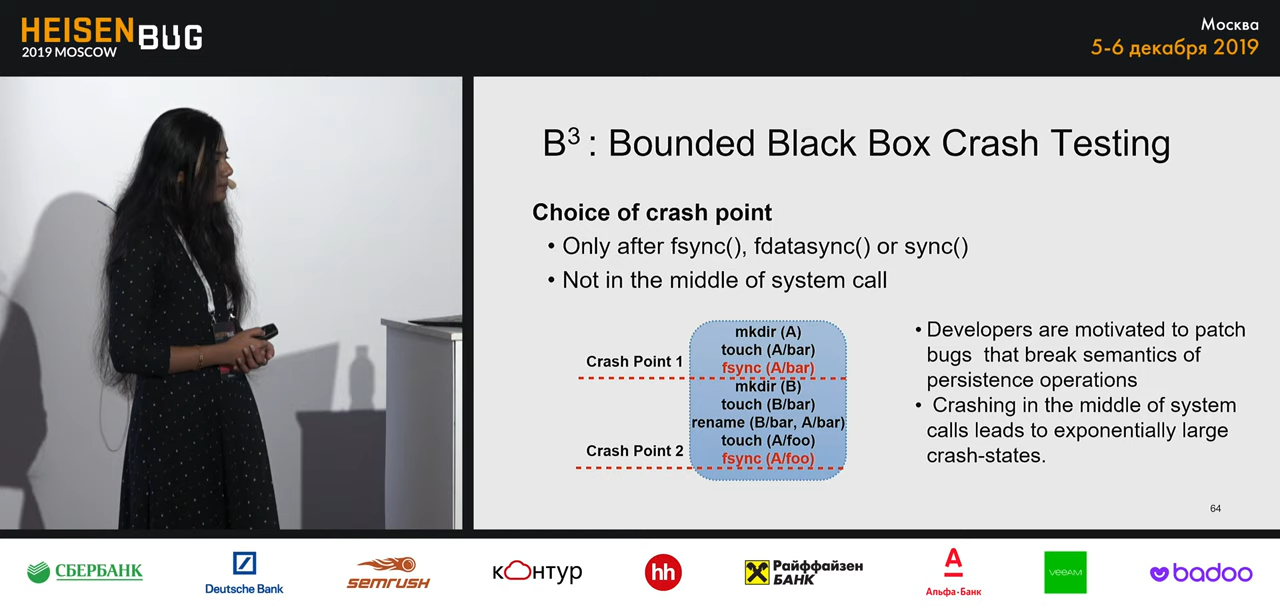 HEISENBUG
2019 MOSCOW
Москва
5-6 декабря 2019
B³ : Bounded Black Box Crash Testing
Choice of crash point
• Only after fsync(), fdatasync() or sync()
• Not in the middle of system call
mkdir (A)
touch (A/bar)
Crash Point 1
fsync (A/bar)
mkdir (B)
touch (B/bar)
rename (B/bar, A/bar)
touch (A/foo)
Crash Point 2
fsync (A/foo)
• Developers are motivated to patch
bugs that break semantics of
persistence operations
• Crashing in the middle of system
calls leads to exponentially large
crash-states.
64
СБЕРБАНК
Deutsche Bank
semrush
контур
hh
Райффайзен
БАНК
А
Альфа·Банк
veeam
badoo